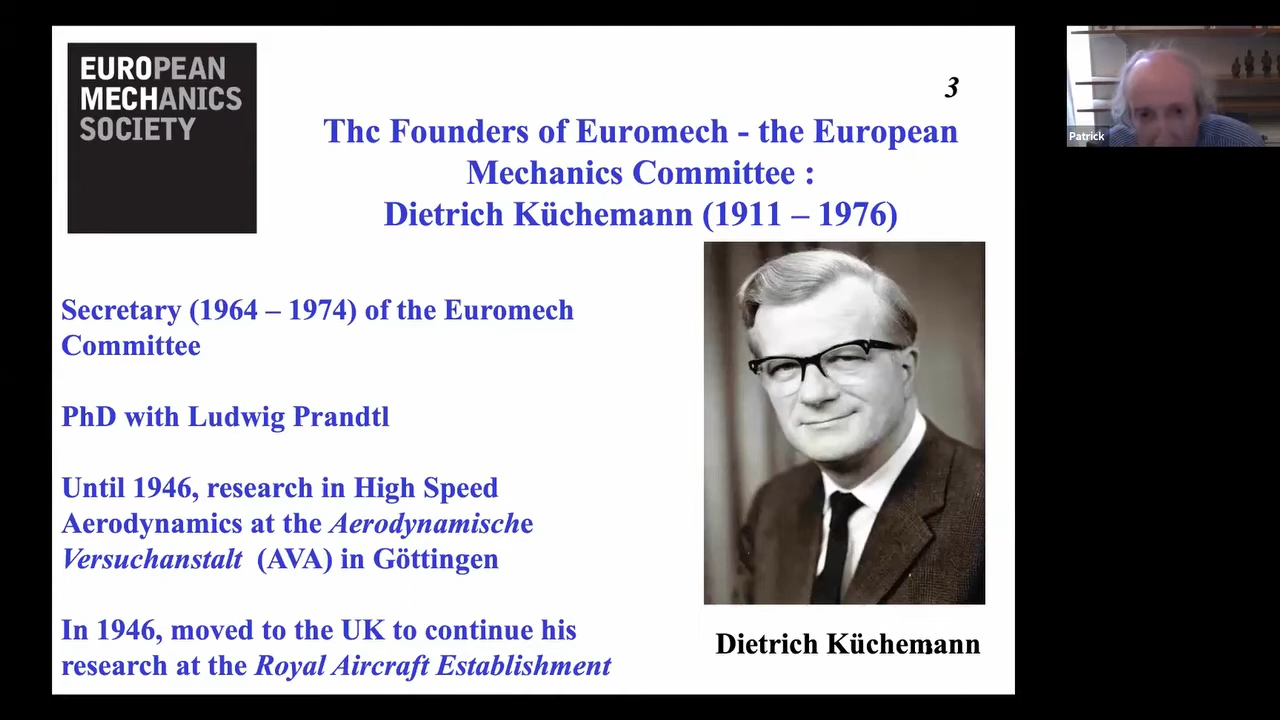 EUROPEAN
MECHANICS
SOCIETY
3
Thc Founders of Euromech - the European
Mechanics Committee :
Dietrich Küchemann (1911 – 1976)
Secretary (1964 – 1974) of the Euromech
Committee
PhD with Ludwig Prandtl
Until 1946, research in High Speed
Aerodynamics at the Aerodynamische
Versuchanstalt (AVA) in Göttingen
In 1946, moved to the UK to continue his
research at the Royal Aircraft Establishment
Dietrich Küchemann
Patrick